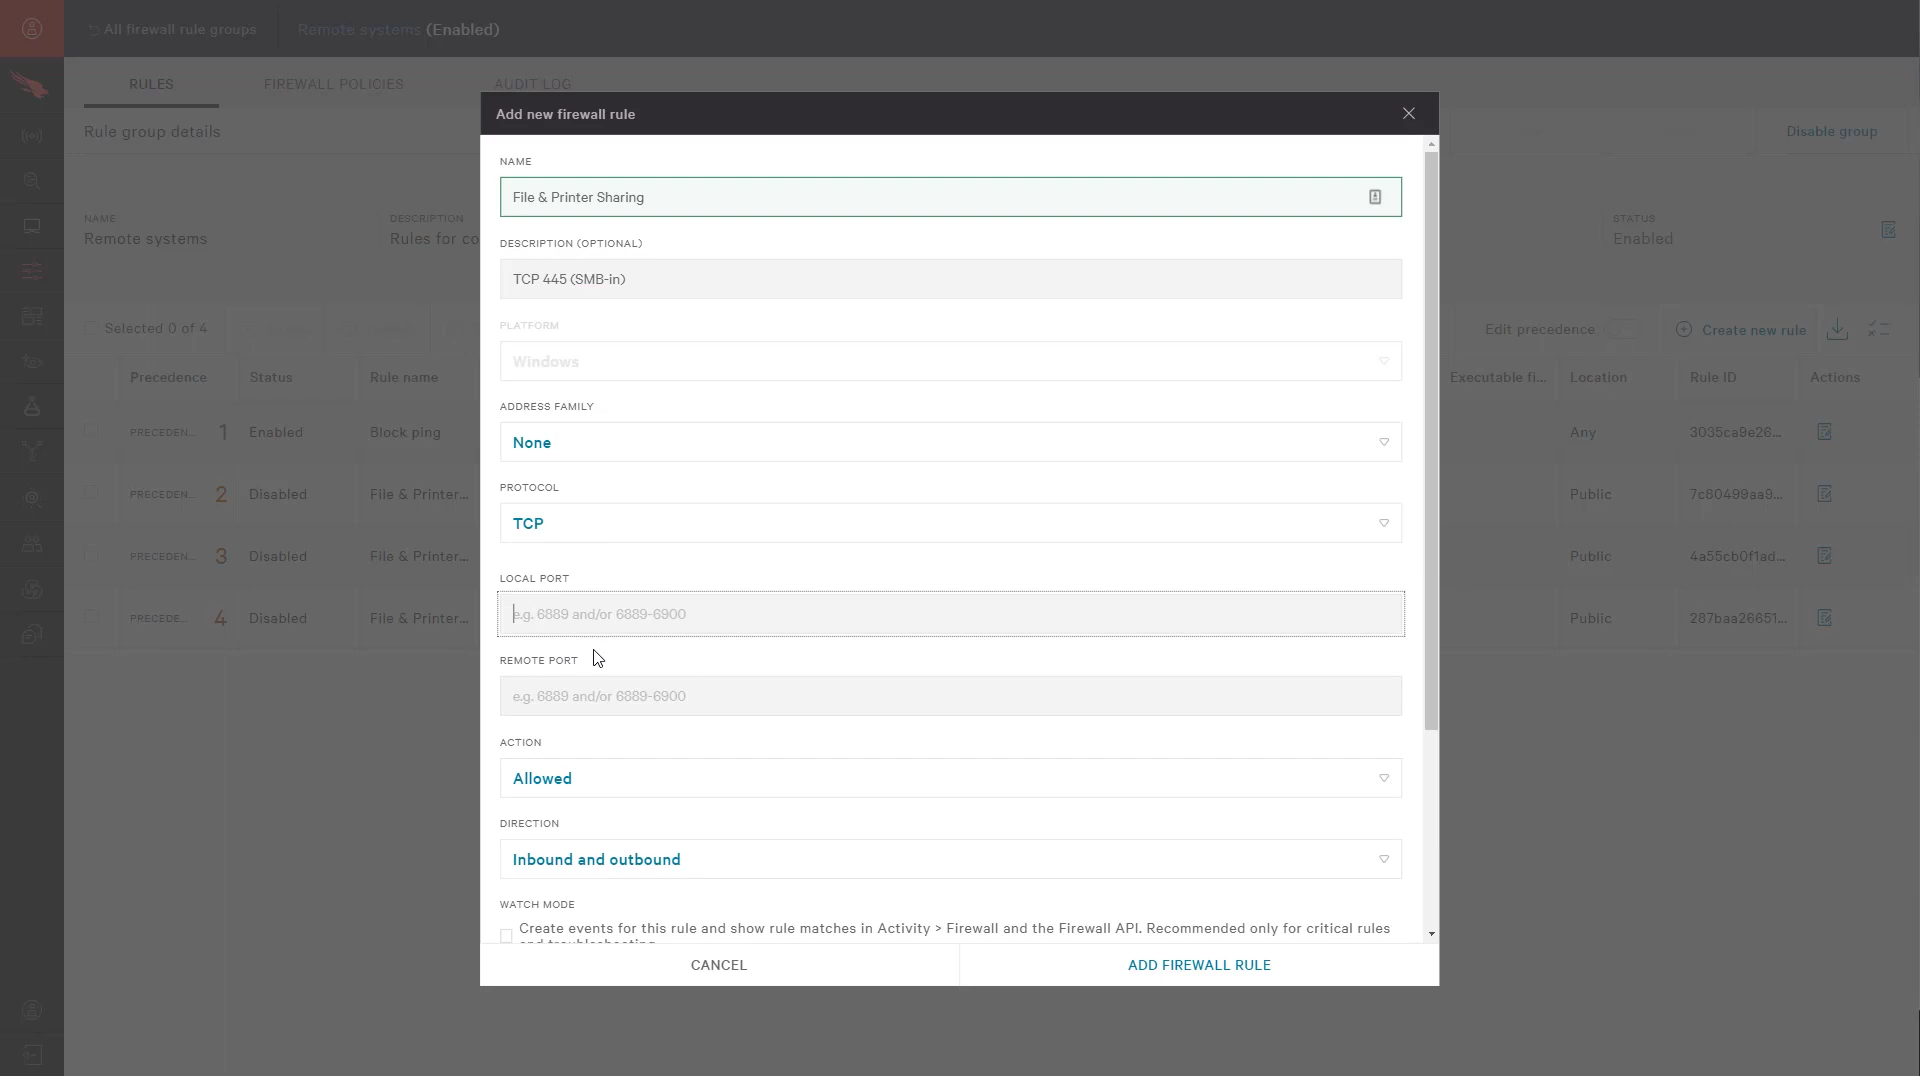 All firewall rule groups
Remote systems (Enabled)
RULES
FIREWALL POLICIES
AUDIT LOG
Rule group details
Disable group
NAME
Remote systems
DESCRIPTION
Rules for co
STATUS
Enabled
Selected 0 of 4
Edit precedence
Create new rule
Precedence
Status
Rule name
Executable fi...
Location
Rule ID
Actions
PRECEDEN... 1 Enabled Block ping Any 3035ca9e26...
PRECEDEN... 2 Disabled File & Printer... Public 7c80499aa9...
PRECEDEN... 3 Disabled File & Printer... Public 4a55cb0f1ad...
PRECEDE... 4 Disabled File & Printer... Public 287baa26651...
Add new firewall rule
NAME
File & Printer Sharing
DESCRIPTION (OPTIONAL)
TCP 445 (SMB-in)
PLATFORM
Windows
ADDRESS FAMILY
None
PROTOCOL
TCP
LOCAL PORT
e.g. 6889 and/or 6889-6900
REMOTE PORT
e.g. 6889 and/or 6889-6900
ACTION
Allowed
DIRECTION
Inbound and outbound
WATCH MODE
Create events for this rule and show rule matches in Activity > Firewall and the Firewall API. Recommended only for critical rules
and troubleshooting.
CANCEL
ADD FIREWALL RULE